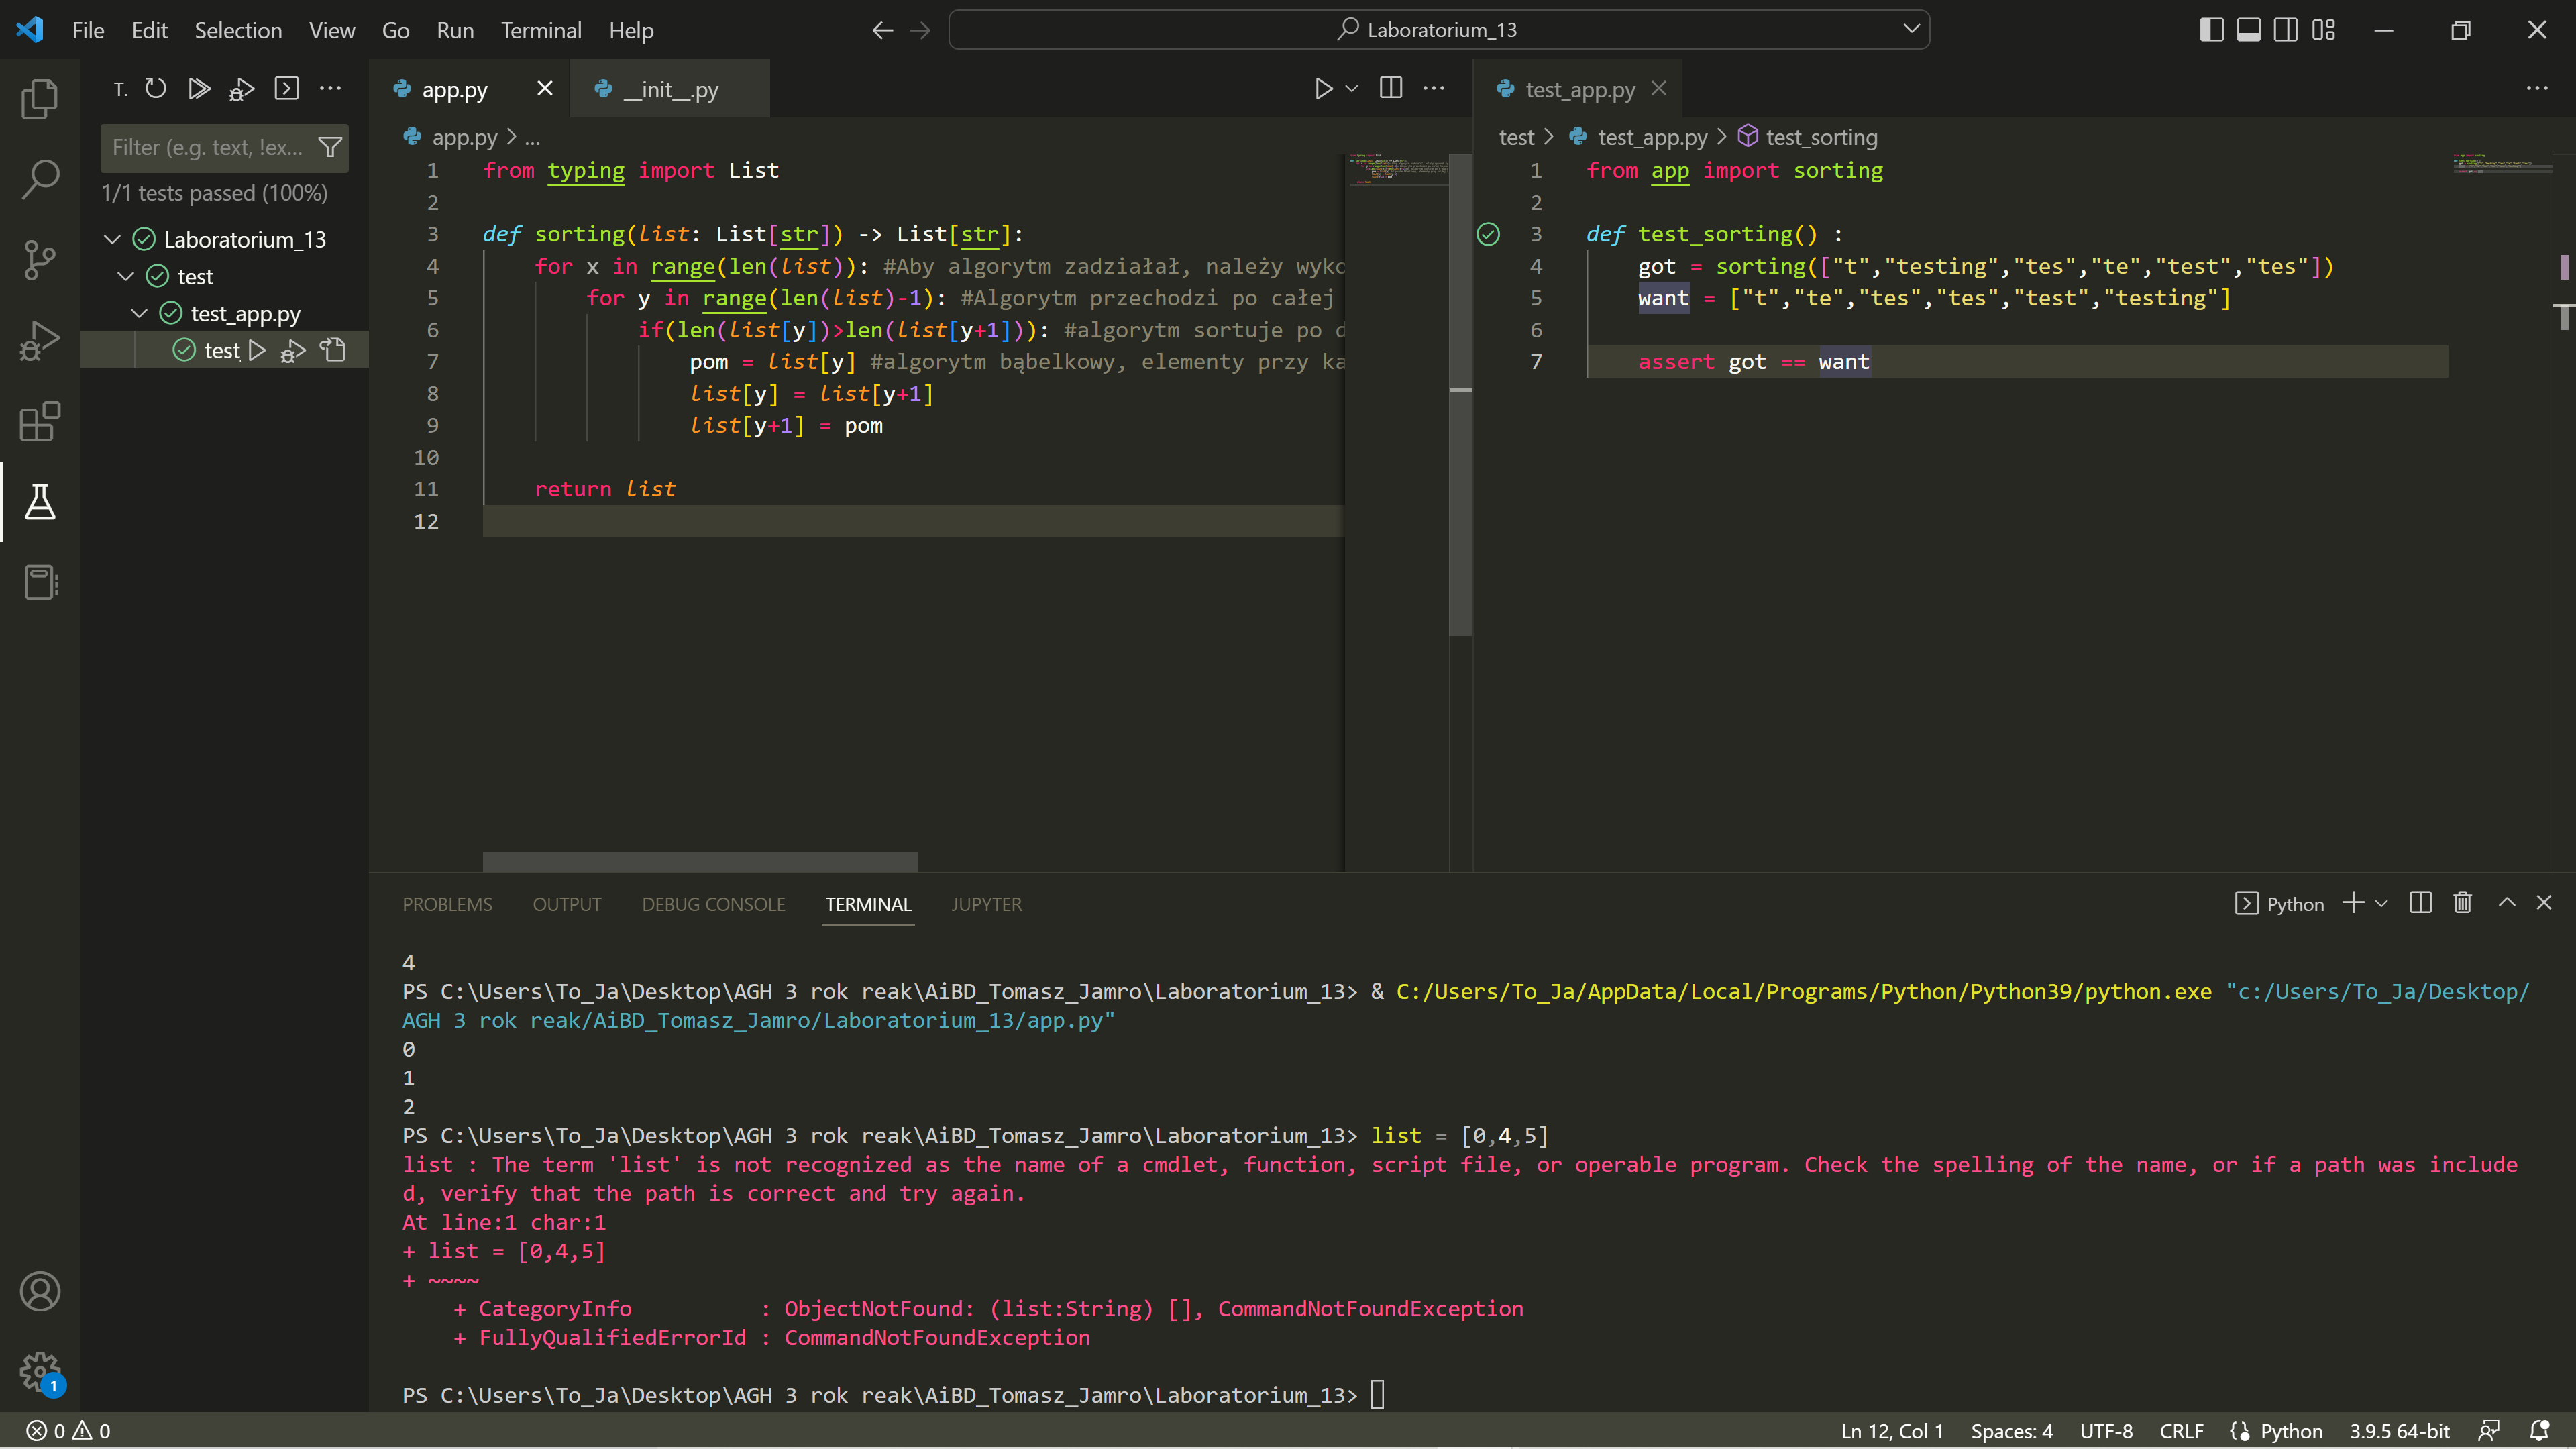 File Edit Selection View Go Run Terminal Help
Laboratorium_13
T.
Filter (e.g. text, !ex...
1/1 tests passed (100%)
Laboratorium_13
test
test_app.py
test
app.py
__init__.py
app.py > ...
1 from typing import List
2
3 def sorting(list: List[str]) -> List[str]:
4 for x in range(len(list)): #Aby algorytm zadziałał, należy wyko
5 for y in range(len(list)-1): #Algorytm przechodzi po całej
6 if(len(list[y])>len(list[y+1])): #algorytm sortuje po d
7 pom = list[y] #algorytm bąbelkowy, elementy przy ka
8 list[y] = list[y+1]
9 list[y+1] = pom
10
11 return list
12
test_app.py
test > test_app.py > test_sorting
1 from app import sorting
2
3 def test_sorting() :
4 got = sorting(["t","testing","tes","te","test","tes"])
5 want = ["t","te","tes","tes","test","testing"]
6
7 assert got == want
PROBLEMS OUTPUT DEBUG CONSOLE TERMINAL JUPYTER
Python
4
PS C:\Users\To_Ja\Desktop\AGH 3 rok reak\AiBD_Tomasz_Jamro\Laboratorium_13> & C:/Users/To_Ja/AppData/Local/Programs/Python/Python39/python.exe "c:/Users/To_Ja/Desktop/
AGH 3 rok reak/AiBD_Tomasz_Jamro/Laboratorium_13/app.py"
0
1
2
PS C:\Users\To_Ja\Desktop\AGH 3 rok reak\AiBD_Tomasz_Jamro\Laboratorium_13> list = [0,4,5]
list : The term 'list' is not recognized as the name of a cmdlet, function, script file, or operable program. Check the spelling of the name, or if a path was include
d, verify that the path is correct and try again.
At line:1 char:1
+ list = [0,4,5]
+ ~~~~
+ CategoryInfo : ObjectNotFound: (list:String) [], CommandNotFoundException
+ FullyQualifiedErrorId : CommandNotFoundException
PS C:\Users\To_Ja\Desktop\AGH 3 rok reak\AiBD_Tomasz_Jamro\Laboratorium_13>
1
0 0
Ln 12, Col 1 Spaces: 4 UTF-8 CRLF Python 3.9.5 64-bit